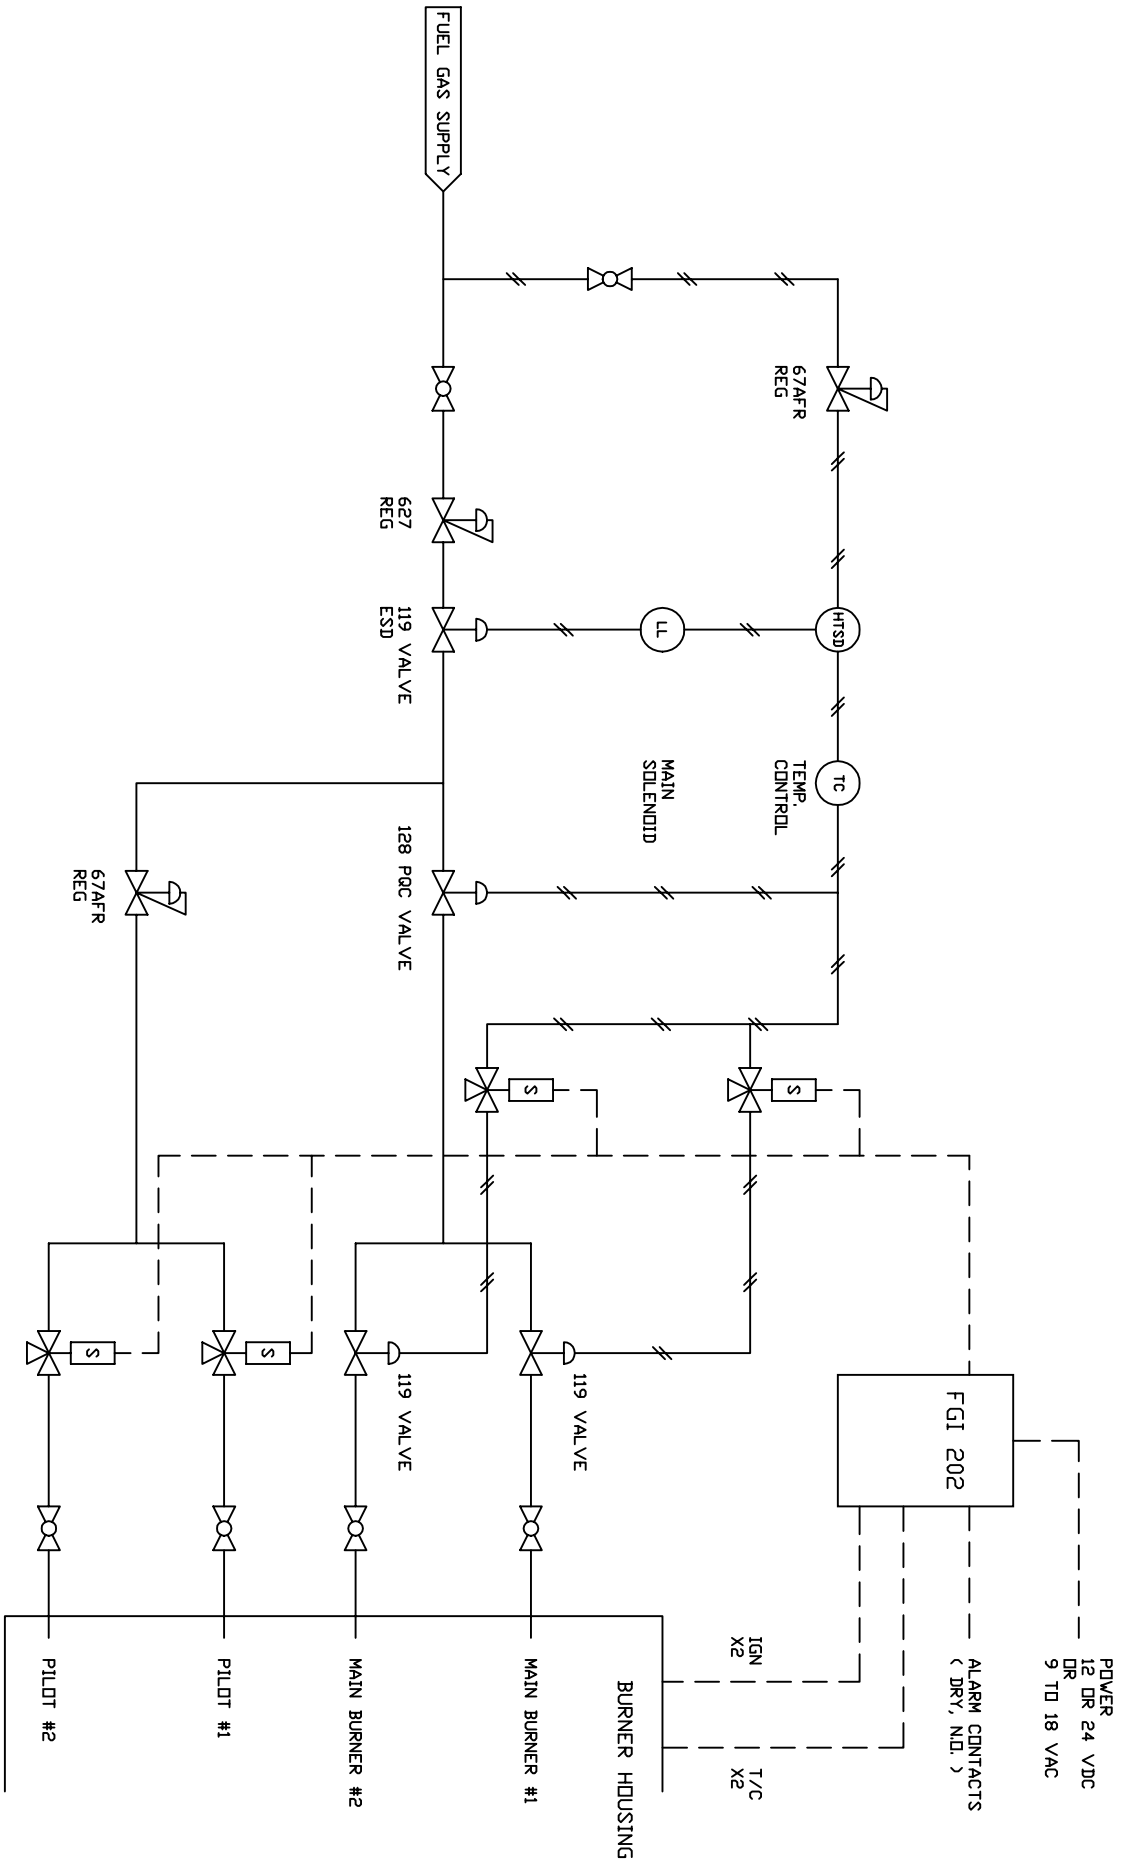 POWER
12 OR 24 VDC
OR
9 TO 18 VAC
ALARM CONTACTS
( DRY, N.O. )
FGI 202
67AFR
REG
HTSD
TC
TEMP.
CONTROL
IGN
X2
T/C
X2
LL
MAIN
SOLENOID
S
S
BURNER HOUSING
FUEL GAS SUPPLY
627
REG
119 VALVE
ESD
128 PQC VALVE
119 VALVE
MAIN BURNER #1
119 VALVE
MAIN BURNER #2
S
PILOT #1
67AFR
REG
S
PILOT #2